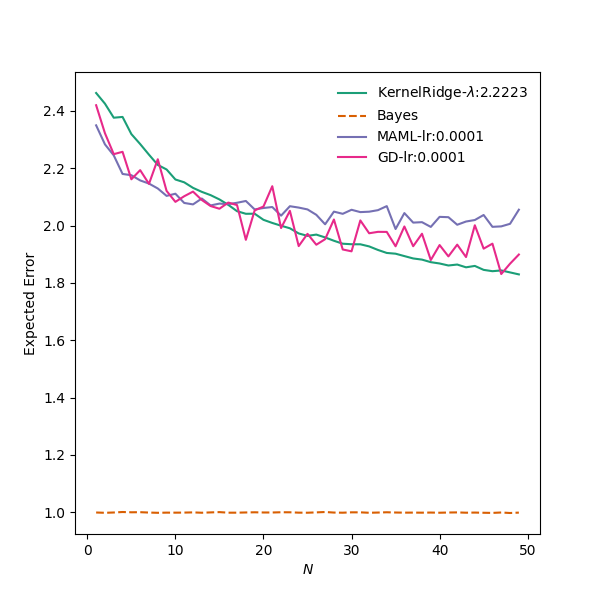 KernelRidge-λ:2.2223
Bayes
MAML-lr:0.0001
GD-lr:0.0001
Expected Error
2.4
2.2
2.0
1.8
1.6
1.4
1.2
1.0
0 10 20 30 40 50
N